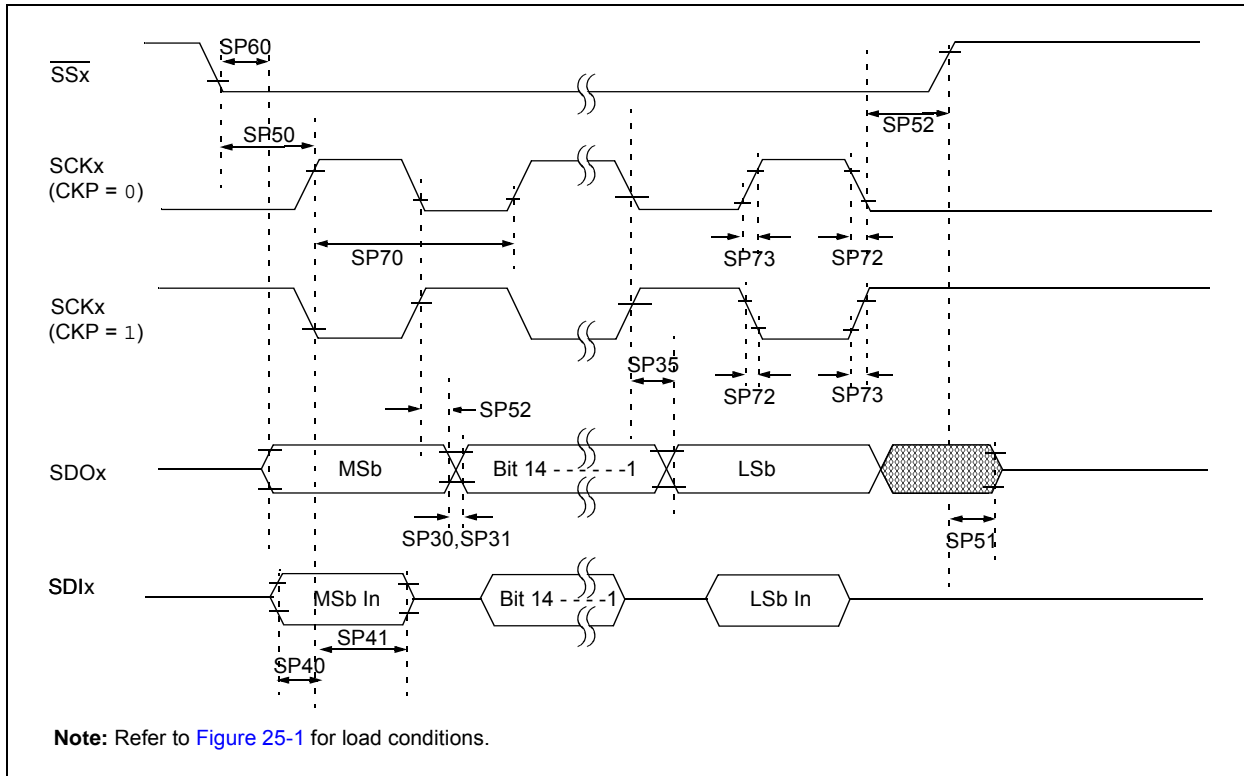 SP60
SSx
SP52
SP50
SCKx
(CKP = 0)
SP70
SP73
SP72
SCKx
(CKP = 1)
SP35
SP72
SP73
SP52
SDOx
MSb
Bit 14 - - - - - -1
LSb
SP30,SP31
SP51
SDIx
MSb In
Bit 14 - - - -1
LSb In
SP41
SP40
Note: Refer to Figure 25-1 for load conditions.